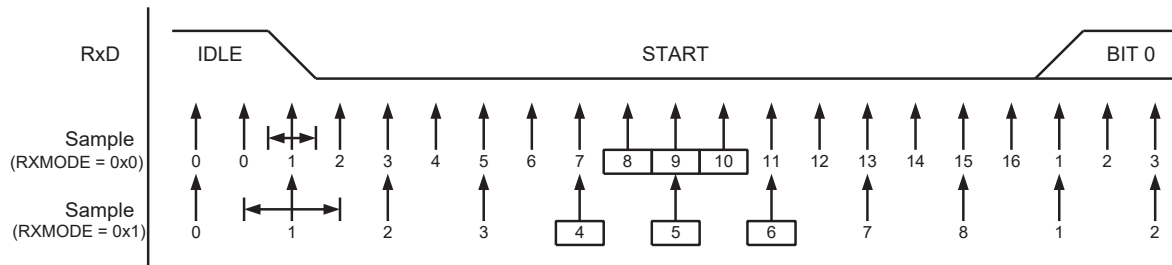 RxD IDLE START BIT 0
Sample
(RXMODE = 0x0) 0 0 1 2 3 4 5 6 7 8 9 10 11 12 13 14 15 16 1 2 3
Sample
(RXMODE = 0x1) 0 1 2 3 4 5 6 7 8 1 2